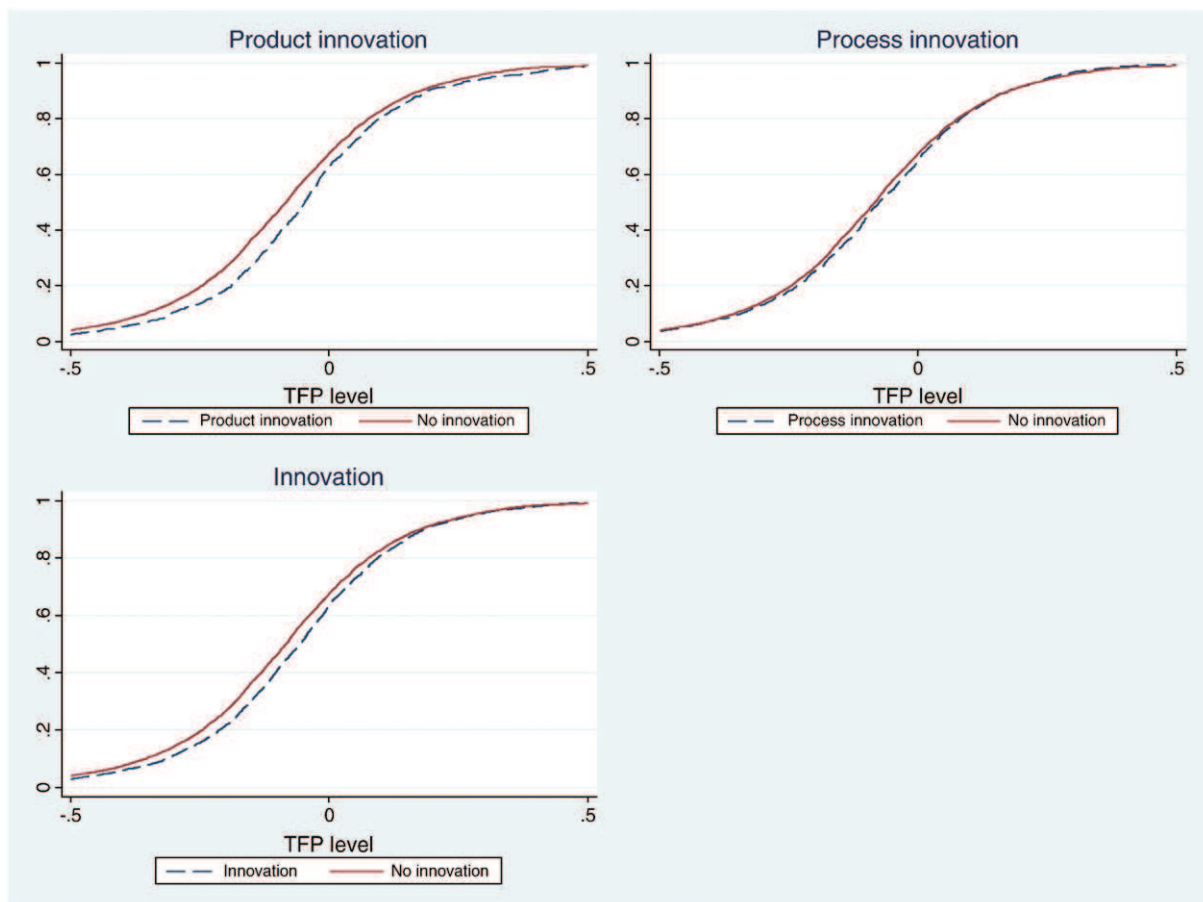 Product innovation
1
.8
.6
.4
.2
0
-.5 0 .5
TFP level
Product innovation No innovation
Process innovation
1
.8
.6
.4
.2
0
-.5 0 .5
TFP level
Process innovation No innovation
Innovation
1
.8
.6
.4
.2
0
-.5 0 .5
TFP level
Innovation No innovation